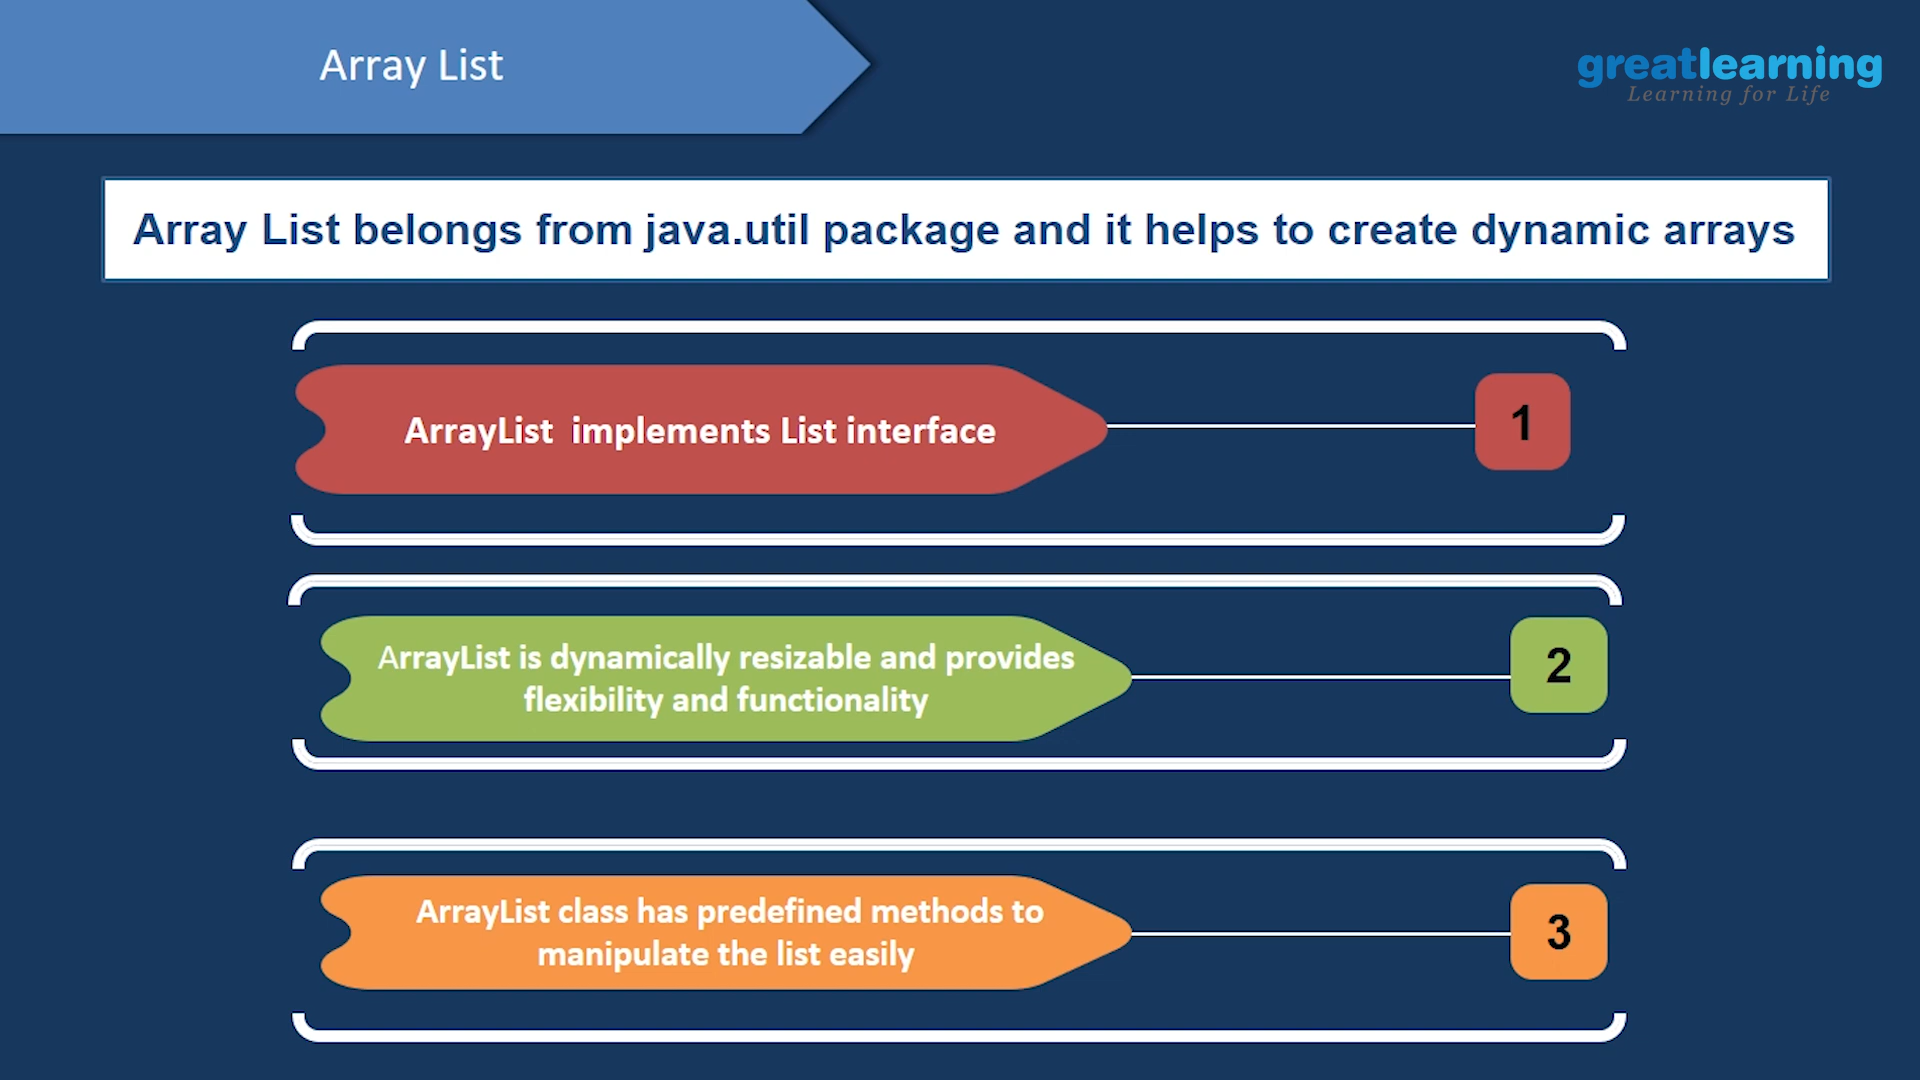 Array List
greatlearning
Learning for Life
Array List belongs from java.util package and it helps to create dynamic arrays
ArrayList  implements List interface
1
ArrayList is dynamically resizable and provides
flexibility and functionality
2
ArrayList class has predefined methods to
manipulate the list easily
3